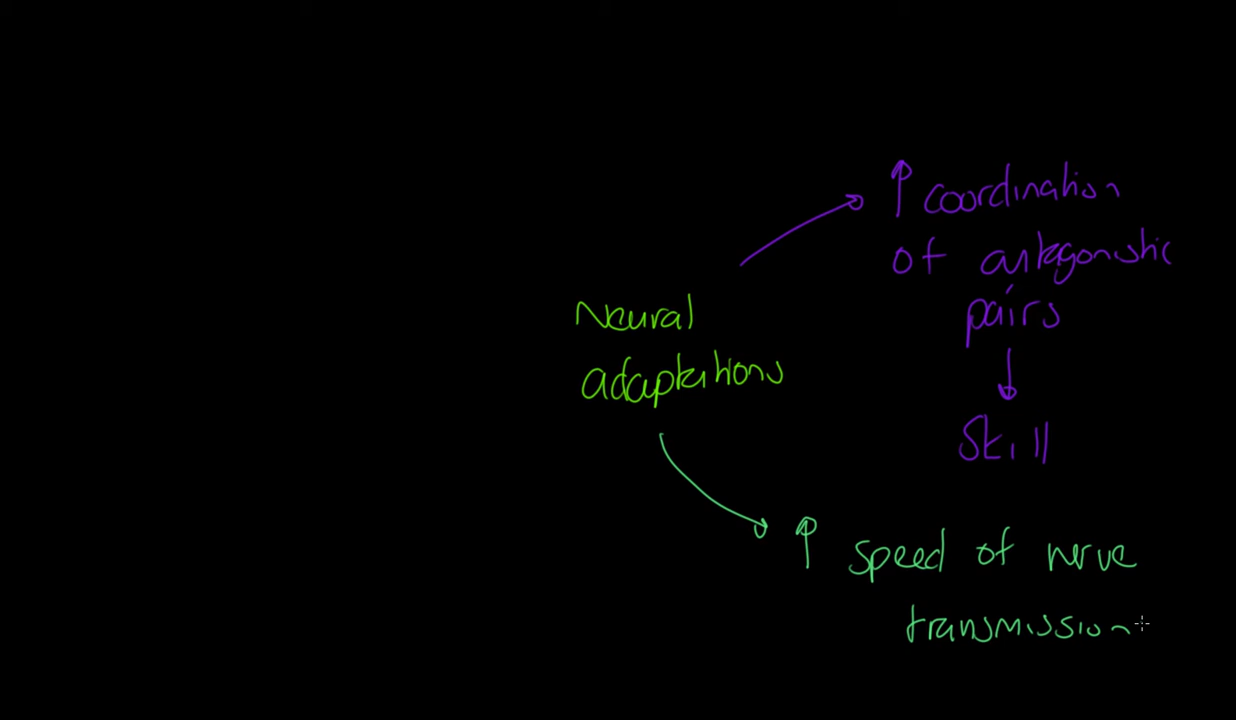 ↑ coordination
of antagonistic
pairs
↓
Skill
Neural
adaptations
↑ speed of nerve
transmission